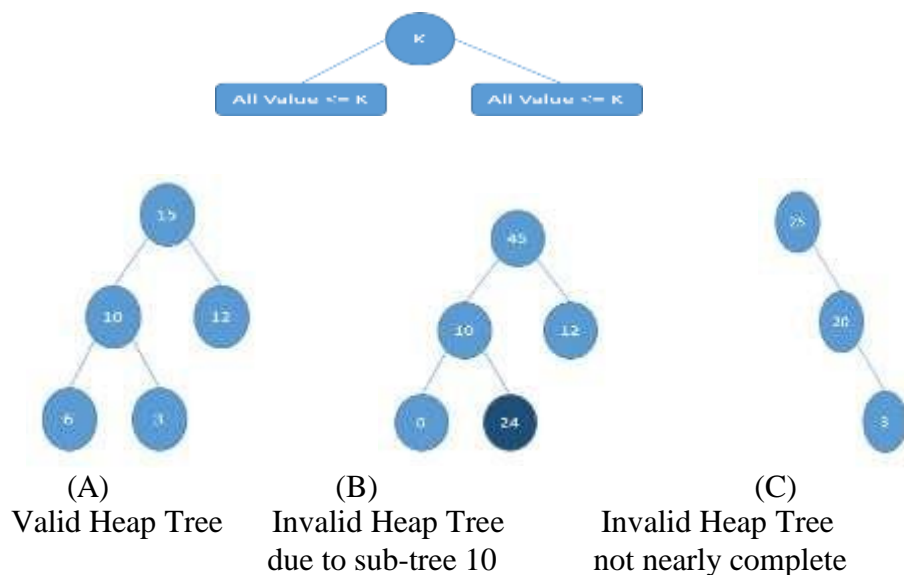 K
All Value <= K All Value <= K
15
10 12
6 3
45
10 12
0 24
25
20
3
(A) (B) (C)
Valid Heap Tree Invalid Heap Tree Invalid Heap Tree
due to sub-tree 10 not nearly complete